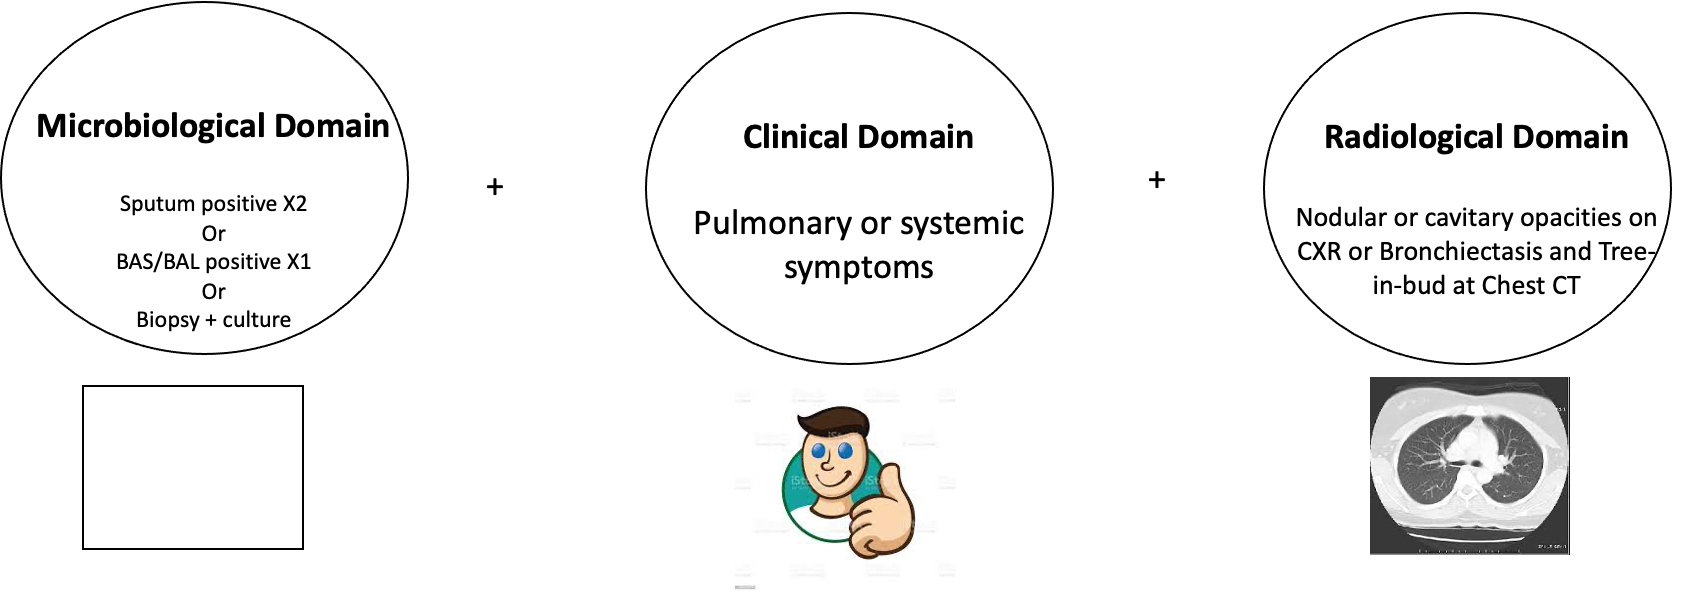 Microbiological Domain
Sputum positive X2
Or
BAS/BAL positive X1
Or
Biopsy + culture
+
Clinical Domain
Pulmonary or systemic
symptoms
+
Radiological Domain
Nodular or cavitary opacities on
CXR or Bronchiectasis and Tree-
in-bud at Chest CT
iStock